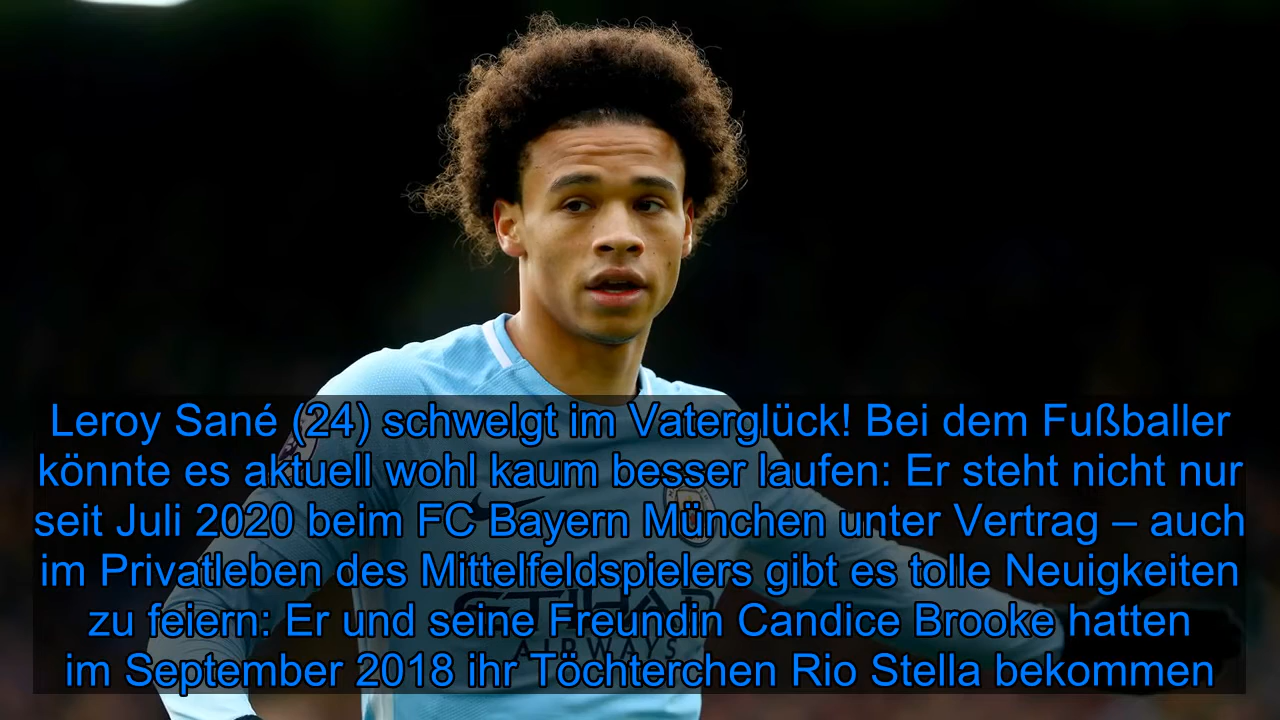 Leroy Sané (24) schwelgt im Vaterglück! Bei dem Fußballer
könnte es aktuell wohl kaum besser laufen: Er steht nicht nur
seit Juli 2020 beim FC Bayern München unter Vertrag – auch
im Privatleben des Mittelfeldspielers gibt es tolle Neuigkeiten
zu feiern: Er und seine Freundin Candice Brooke hatten
im September 2018 ihr Töchterchen Rio Stella bekommen
ETIHAD
AIRWAYS